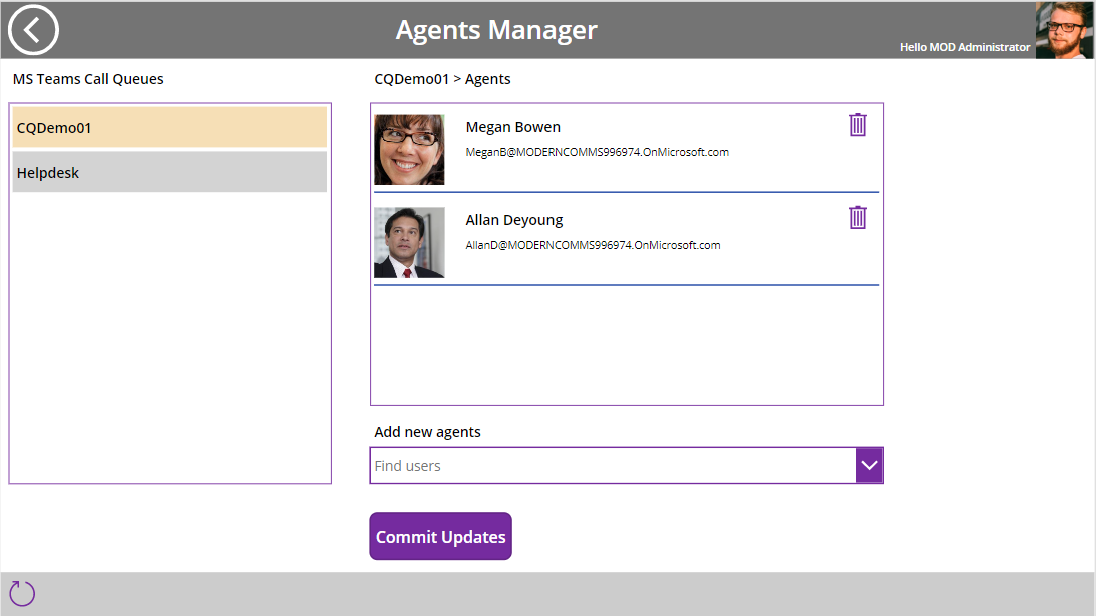 Agents Manager
Hello MOD Administrator
MS Teams Call Queues
CQDemo01
Helpdesk
CQDemo01 > Agents
Megan Bowen
MeganB@MODERNCOMMS996974.OnMicrosoft.com
Allan Deyoung
AllanD@MODERNCOMMS996974.OnMicrosoft.com
Add new agents
Find users
Commit Updates